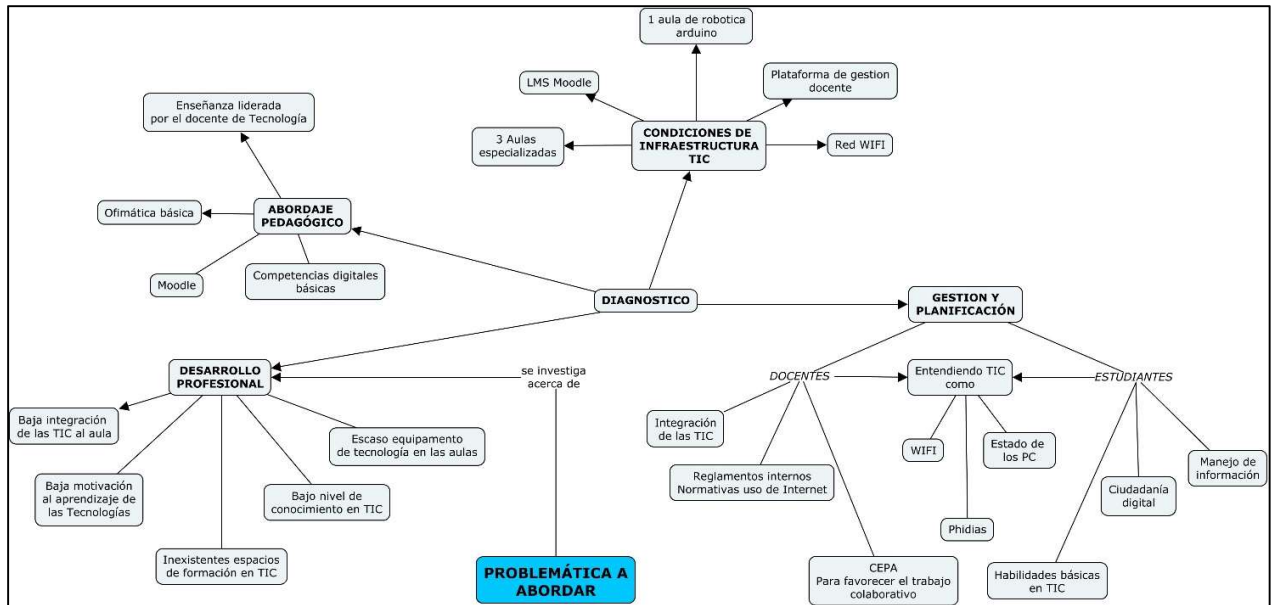 1 aula de robotica
arduino
LMS Moodle
Plataforma de gestion
docente
Enseñanza liderada
por el docente de Tecnología
CONDICIONES DE
INFRAESTRUCTURA
TIC
3 Aulas
especializadas
Red WIFI
Ofimática básica
ABORDAJE
PEDAGÓGICO
Moodle
Competencias digitales
básicas
DIAGNOSTICO
GESTION Y
PLANIFICACIÓN
DESARROLLO
PROFESIONAL
se investiga
acerca de
DOCENTES
Entendiendo TIC
como
ESTUDIANTES
Baja integración
de las TIC al aula
Escaso equipamento
de tecnología en las aulas
Integración
de las TIC
WIFI
Estado de
los PC
Manejo de
información
Baja motivación
al aprendizaje de
las Tecnologías
Bajo nivel de
conocimiento en TIC
Reglamentos internos
Normativas uso de Internet
Ciudadanía
digital
Phidias
Inexistentes espacios
de formación en TIC
PROBLEMÁTICA A
ABORDAR
CEPA
Para favorecer el trabajo
colaborativo
Habilidades básicas
en TIC